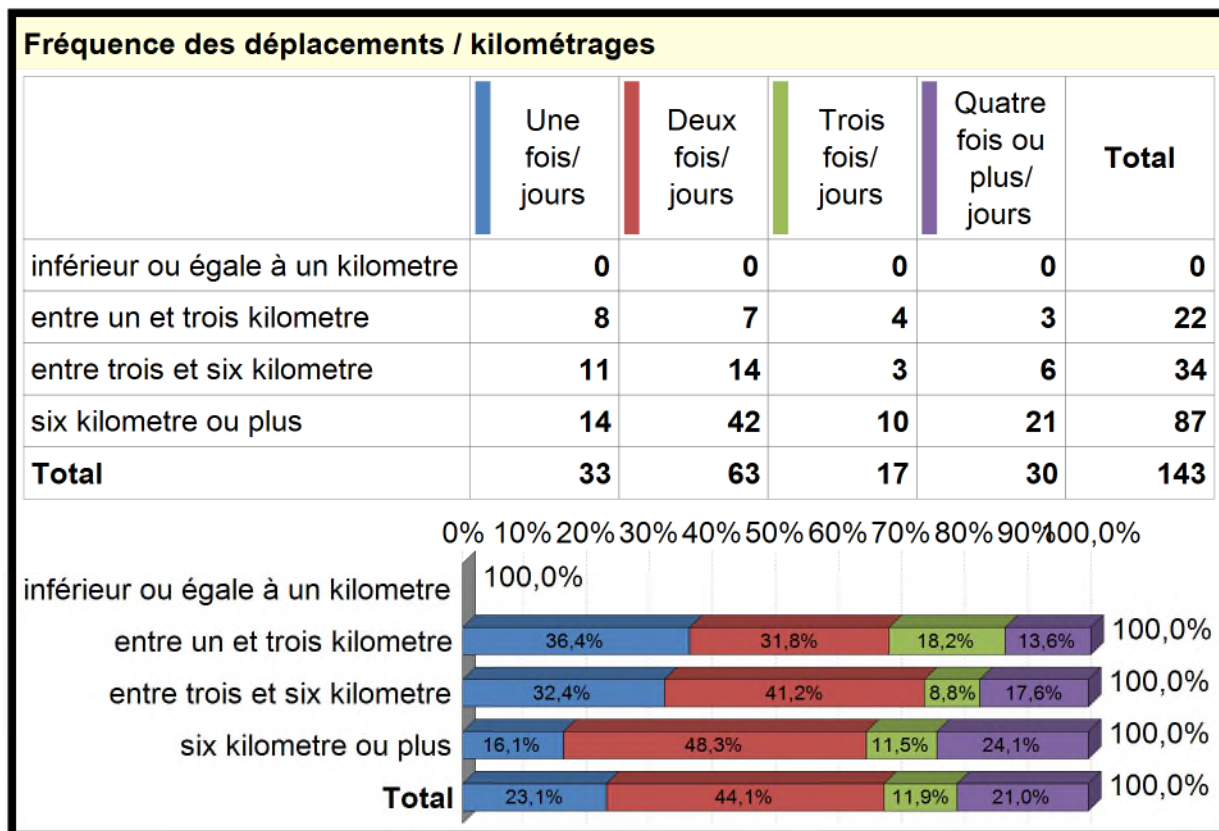 Fréquence des déplacements / kilométrages
Une fois/ jours Deux fois/ jours Trois fois/ jours Quatre fois ou plus/ jours Total
inférieur ou égale à un kilometre 0 0 0 0 0
entre un et trois kilometre 8 7 4 3 22
entre trois et six kilometre 11 14 3 6 34
six kilometre ou plus 14 42 10 21 87
Total 33 63 17 30 143
0% 10% 20% 30% 40% 50% 60% 70% 80% 90% 100,0%
inférieur ou égale à un kilometre 100,0%
entre un et trois kilometre 36,4% 31,8% 18,2% 13,6% 100,0%
entre trois et six kilometre 32,4% 41,2% 8,8% 17,6% 100,0%
six kilometre ou plus 16,1% 48,3% 11,5% 24,1% 100,0%
Total 23,1% 44,1% 11,9% 21,0% 100,0%